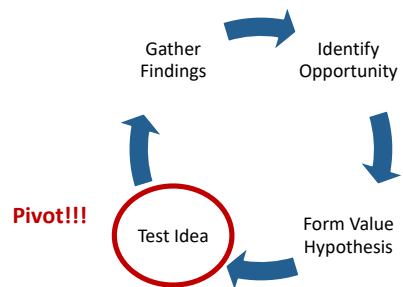 Gather
Findings
Identify
Opportunity
Pivot!!!
Test Idea
Form Value
Hypothesis